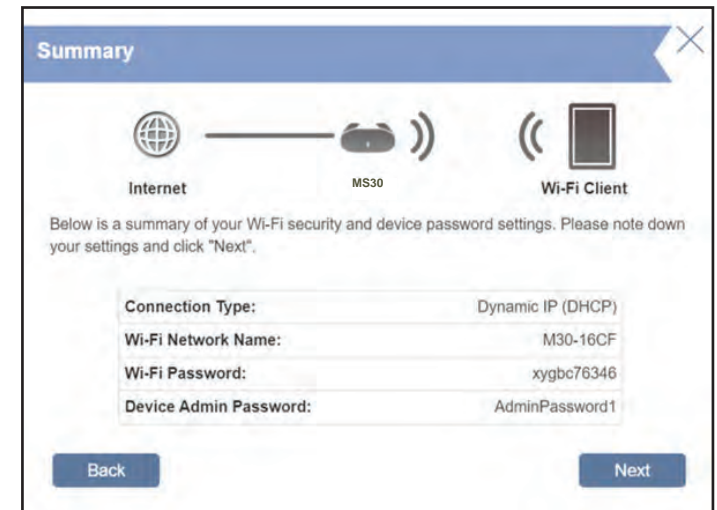 Summary
Internet
MS30
Wi-Fi Client
Below is a summary of your Wi-Fi security and device password settings. Please note down
your settings and click "Next".
Connection Type: Dynamic IP (DHCP)
Wi-Fi Network Name: M30-16CF
Wi-Fi Password: xygbc76346
Device Admin Password: AdminPassword1
Back Next